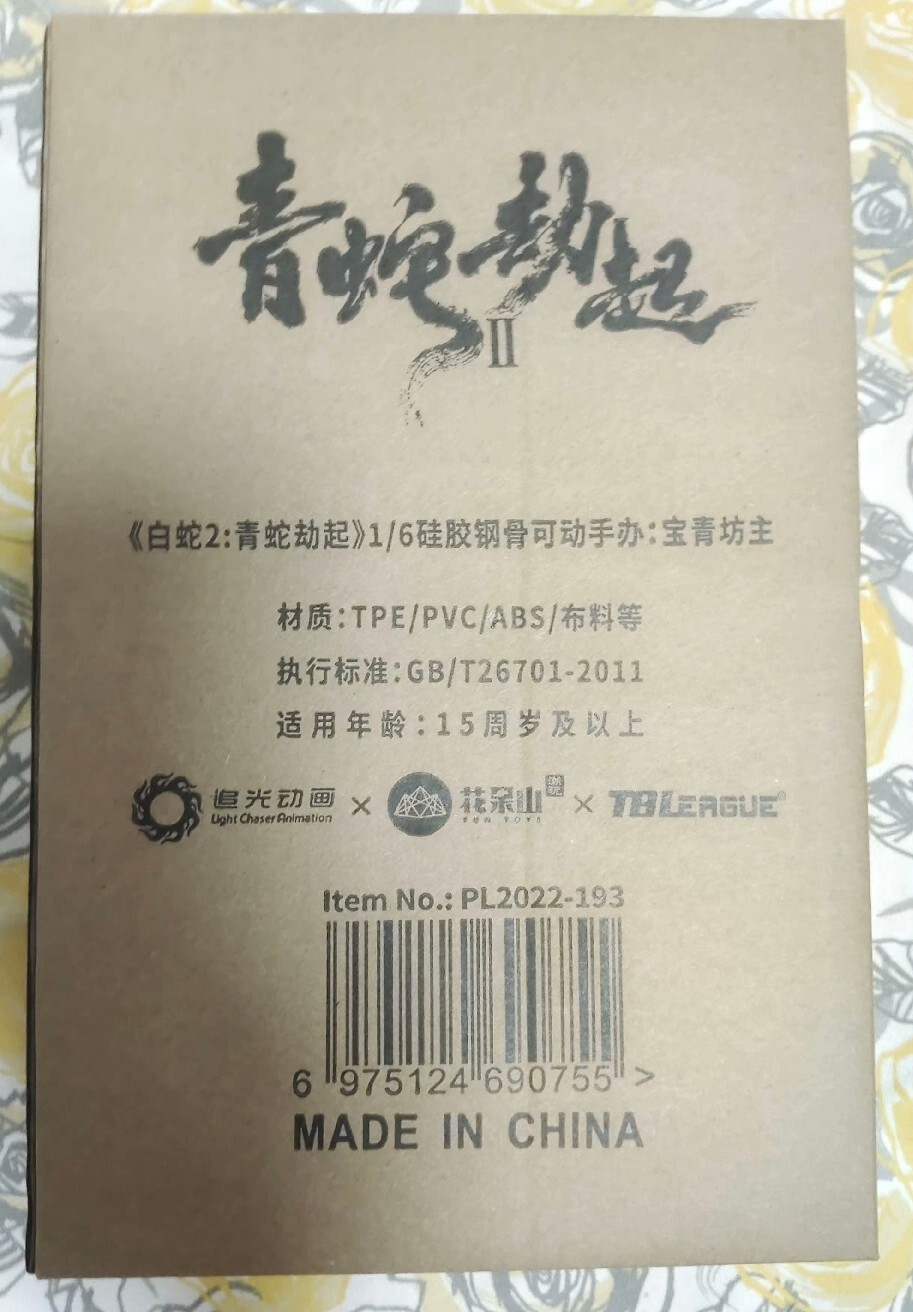 青蛇劫起
II
《白蛇2:青蛇劫起》1/6硅胶钢骨可动手办:宝青坊主
材质:TPE/PVC/ABS/布料等
执行标准:GB/T26701-2011
适用年龄:15周岁及以上
追光动画 × 花朵山 × TBLEAGUE®
Light Chaser Animation FUN TOYS
Item No.: PL2022-193
6 975124 690755 >
MADE IN CHINA